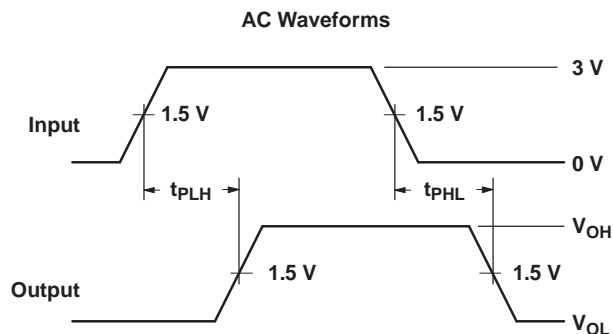 AC Waveforms
3 V
Input
1.5 V
1.5 V
0 V
tPLH
tPHL
VOH
Output
1.5 V
1.5 V
VOL